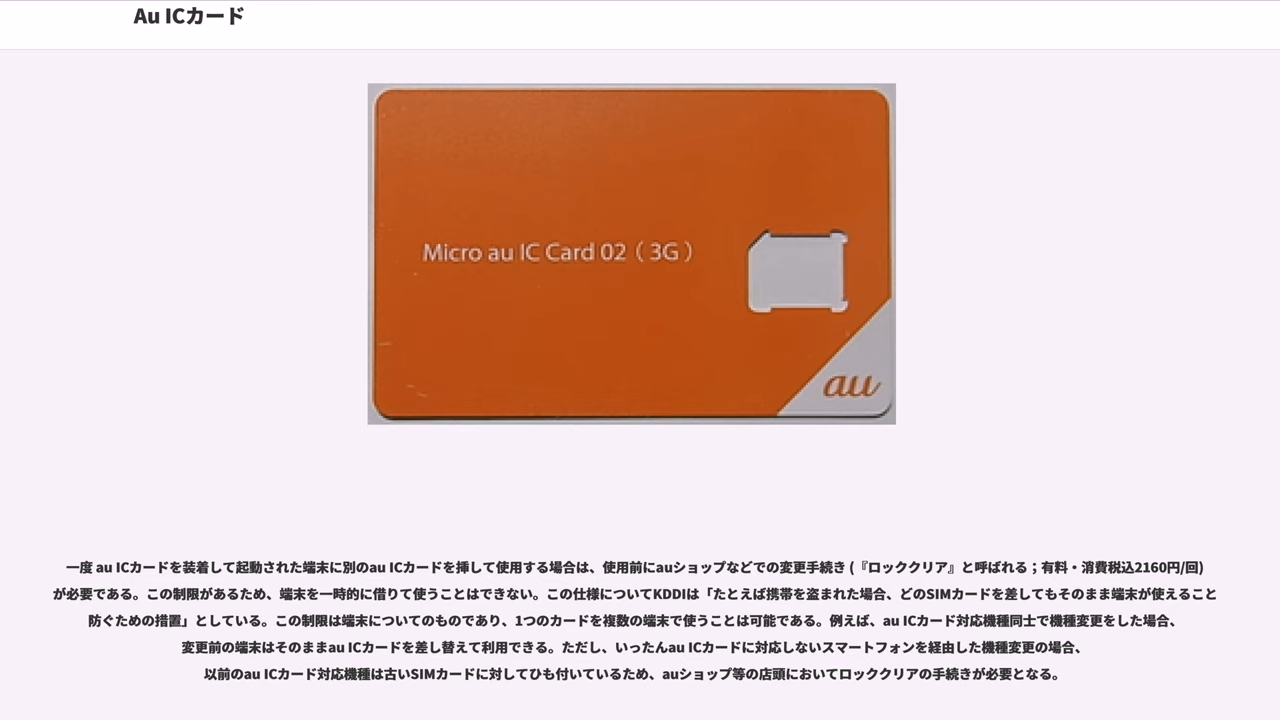 Au ICカード
Micro au IC Card 02 ( 3G )
au
一度 au ICカードを装着して起動された端末に別のau ICカードを挿して使用する場合は、使用前にauショップなどでの変更手続き (『ロッククリア』と呼ばれる ; 有料・消費税込2160円/回)
が必要である。この制限があるため、端末を一時的に借りて使うことはできない。この仕様についてKDDIは「たとえば携帯を盗まれた場合、どのSIMカードを差してもそのまま端末が使えること
防ぐための措置」としている。この制限は端末についてのものであり、1つのカードを複数の端末で使うことは可能である。例えば、au ICカード対応機種同士で機種変更をした場合、
変更前の端末はそのままau ICカードを差し替えて利用できる。ただし、いったんau ICカードに対応しないスマートフォンを経由した機種変更の場合、
以前のau ICカード対応機種は古いSIMカードに対してひも付いているため、auショップ等の店頭においてロッククリアの手続きが必要となる。